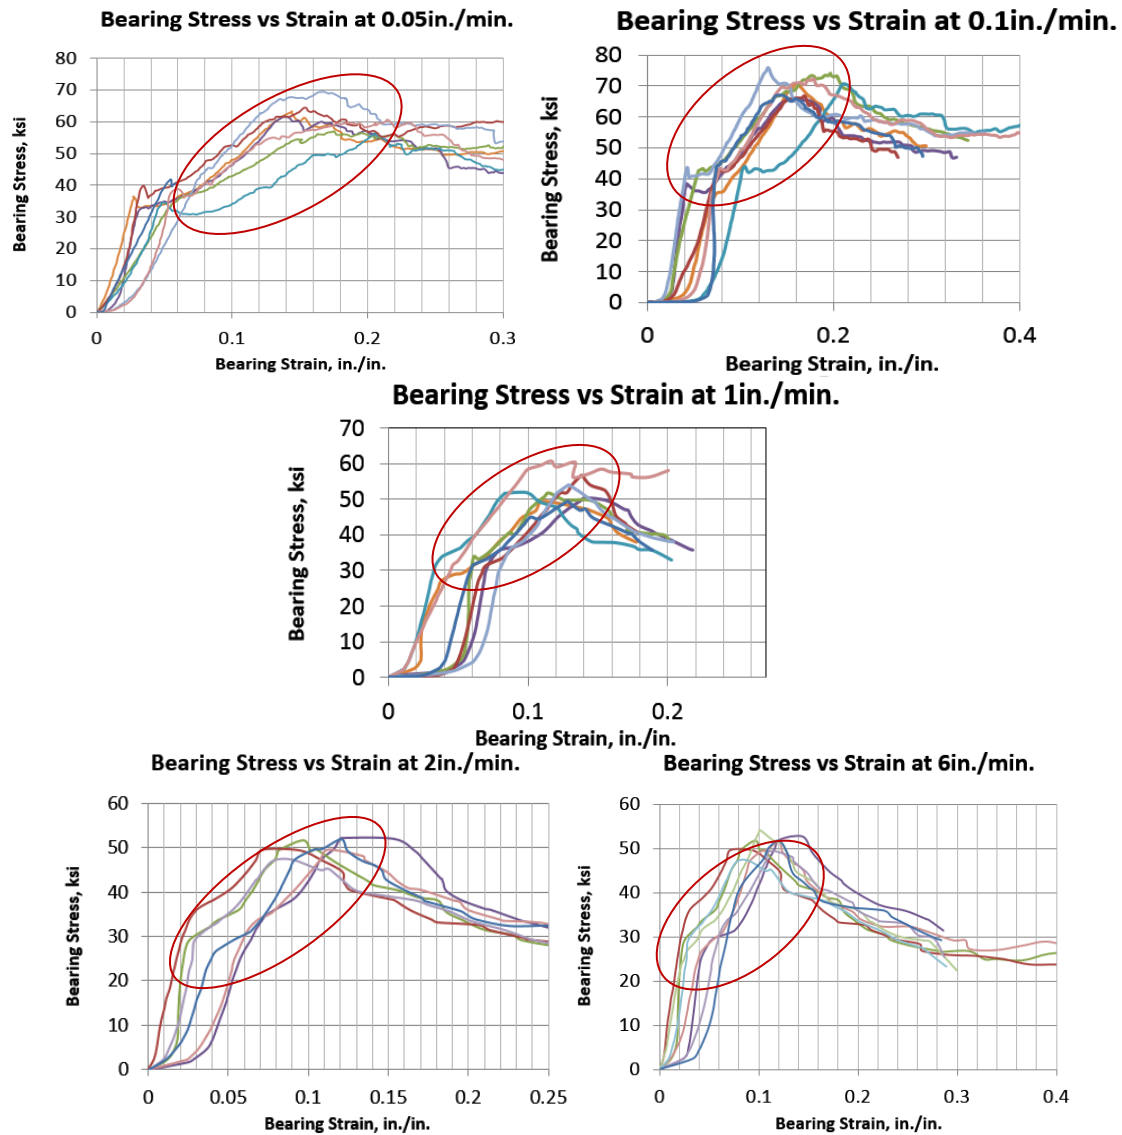 Bearing Stress vs Strain at 0.05in./min.
80
70
60
50
40
30
20
10
0
Bearing Stress, ksi
0 0.1 0.2 0.3
Bearing Strain, in./in.
Bearing Stress vs Strain at 0.1in./min.
80
70
60
50
40
30
20
10
0
Bearing Stress, ksi
0 0.2 0.4
Bearing Strain, in./in.
Bearing Stress vs Strain at 1in./min.
70
60
50
40
30
20
10
0
Bearing Stress, ksi
0 0.1 0.2
Bearing Strain, in./in.
Bearing Stress vs Strain at 2in./min.
60
50
40
30
20
10
0
Bearing Stress, ksi
0 0.05 0.1 0.15 0.2 0.25
Bearing Strain, in./in.
Bearing Stress vs Strain at 6in./min.
60
50
40
30
20
10
0
Bearing Stress, ksi
0 0.1 0.2 0.3 0.4
Bearing Strain, in./in.